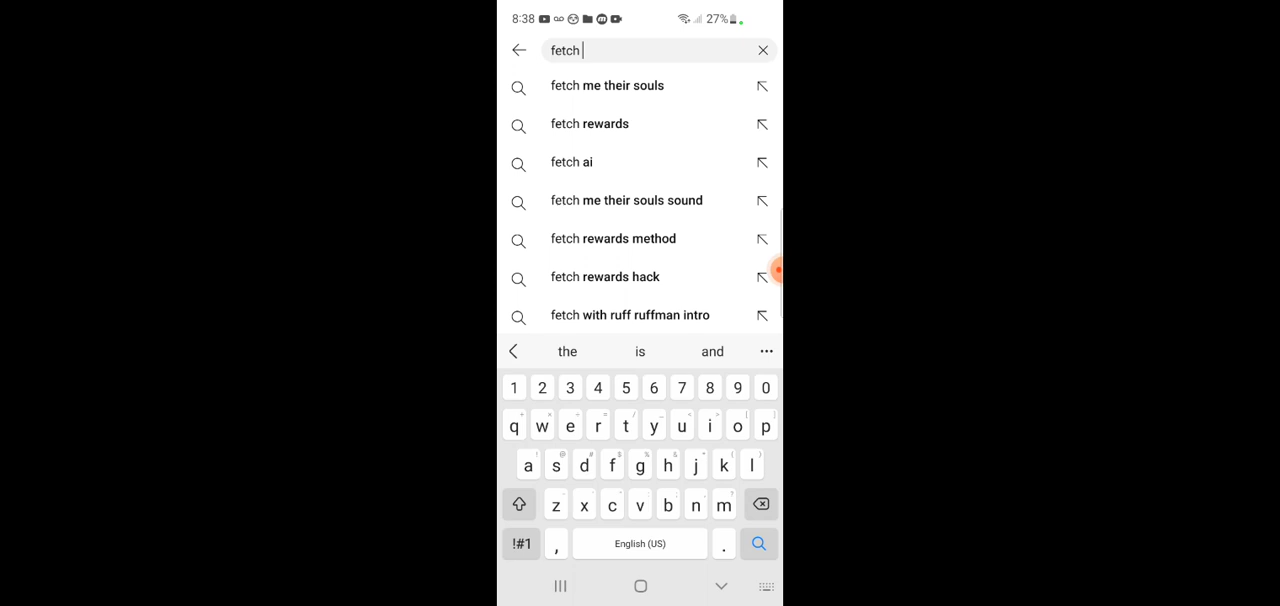 8:38 27%
fetch
fetch me their souls
fetch rewards
fetch ai
fetch me their souls sound
fetch rewards method
fetch rewards hack
fetch with ruff ruffman intro
the is and
1 2 3 4 5 6 7 8 9 0
q w e r t y u i o p
a s d f g h j k l
z x c v b n m
!#1 , English (US) .